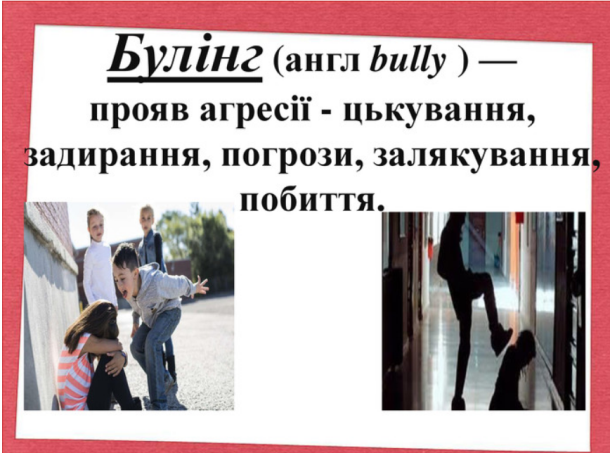 Булінг (англ bully ) —
прояв агресії - цькування,
задирання, погрози, залякування,
побиття.